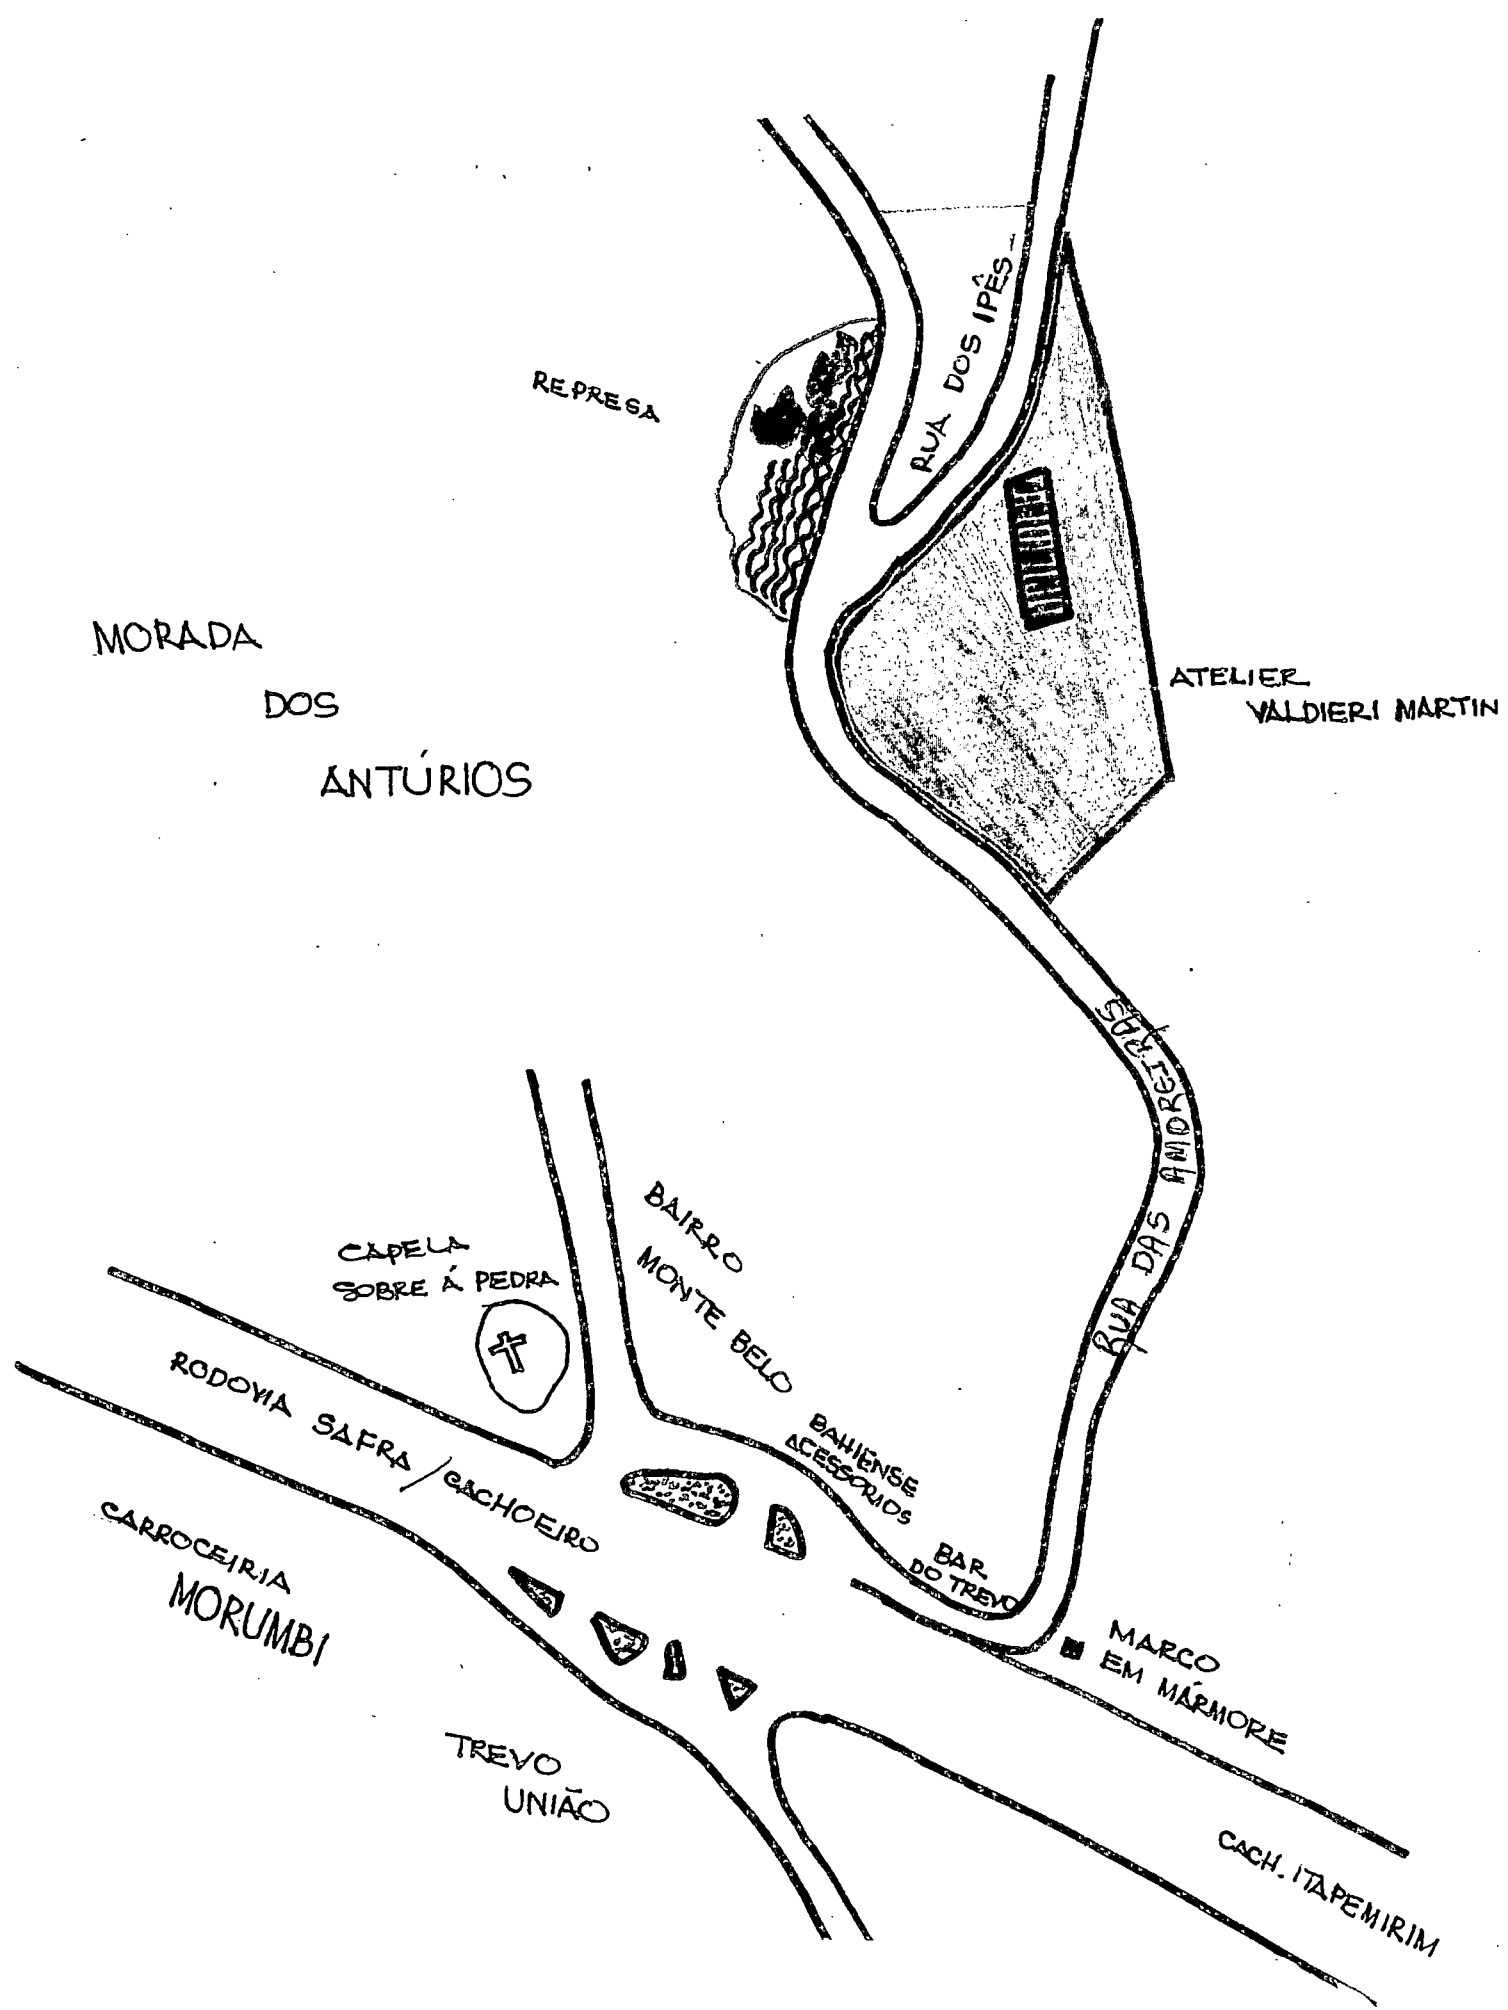 RUA DOS IPÊS
REPRESA
MORADA
DOS
ANTÚRIOS
ATELIER
VALDIERI MARTIN
RUA DAS AMOREIRAS
BAIRRO
MONTE BELO
CAPELA
SOBRE Á PEDRA
RODOVIA SAFRA / CACHOEIRO
BAHIENSE
ACESSORIOS
BAR
DO TREVO
CARROCEIRIA
MORUMBI
MARCO
EM MÁRMORE
TREVO
UNIÃO
CACH. ITAPEMIRIM